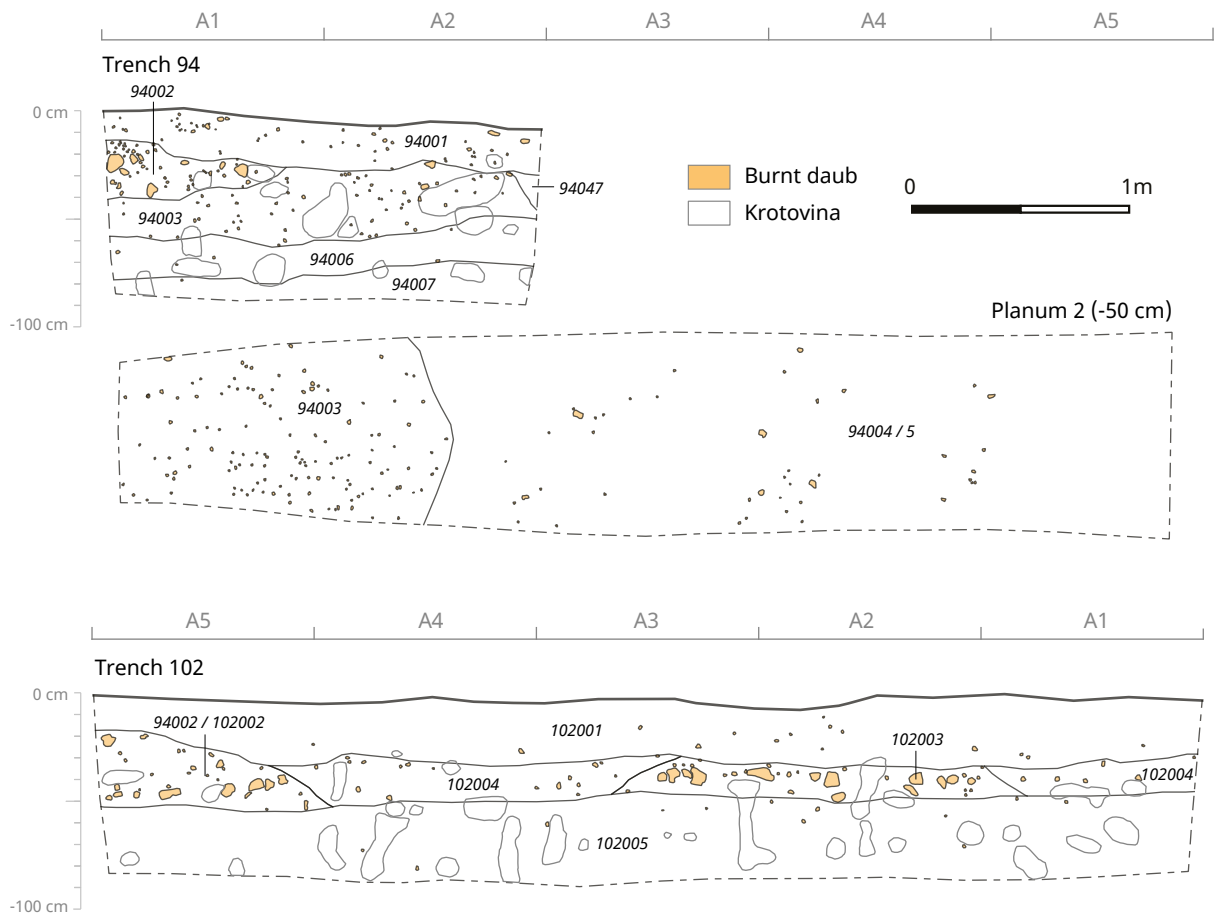 A1 A2 A3 A4 A5
Trench 94
94002
0 cm
94001
94047
94003
94006
94007
-100 cm
Burnt daub
Krotovina
0 1m
Planum 2 (-50 cm)
94003
94004 / 5
A5 A4 A3 A2 A1
Trench 102
0 cm
94002 / 102002
102001
102003
102004
102004
102005
-100 cm